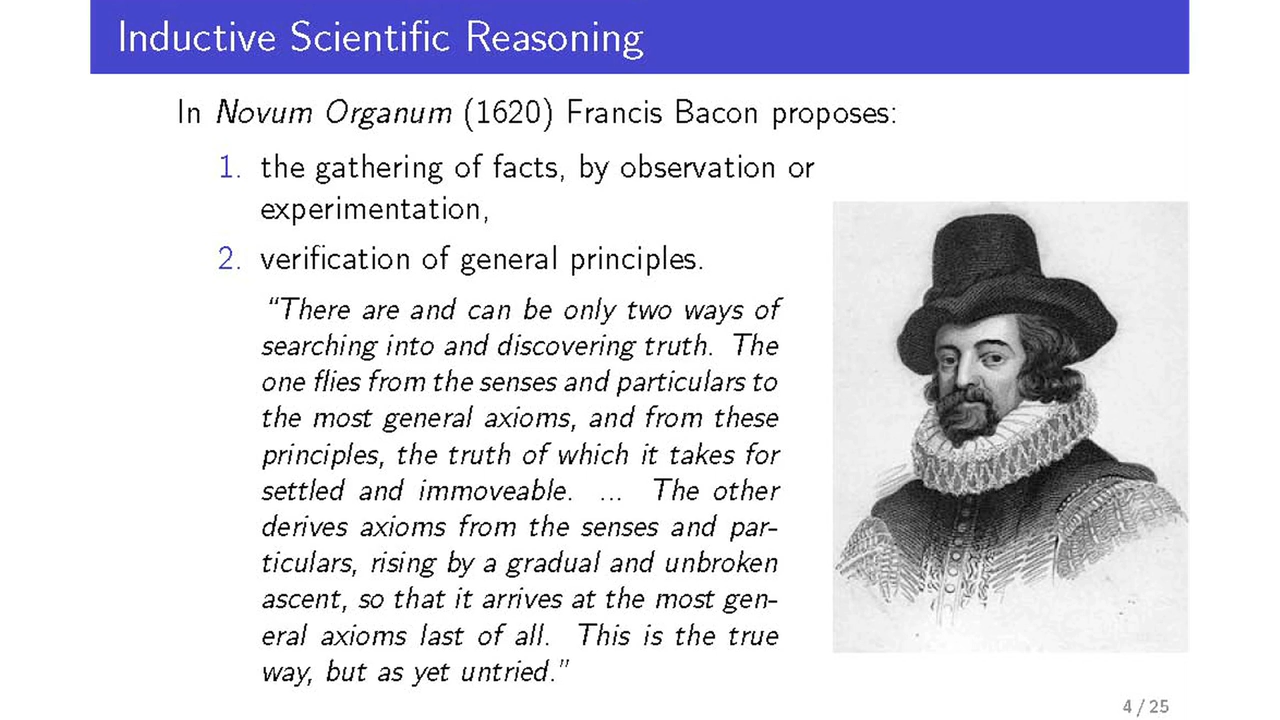 Inductive Scientific Reasoning
In Novum Organum (1620) Francis Bacon proposes:
1. the gathering of facts, by observation or
experimentation,
2. verification of general principles.
“There are and can be only two ways of
searching into and discovering truth. The
one flies from the senses and particulars to
the most general axioms, and from these
principles, the truth of which it takes for
settled and immoveable. ... The other
derives axioms from the senses and par-
ticulars, rising by a gradual and unbroken
ascent, so that it arrives at the most gen-
eral axioms last of all. This is the true
way, but as yet untried.”
4 / 25